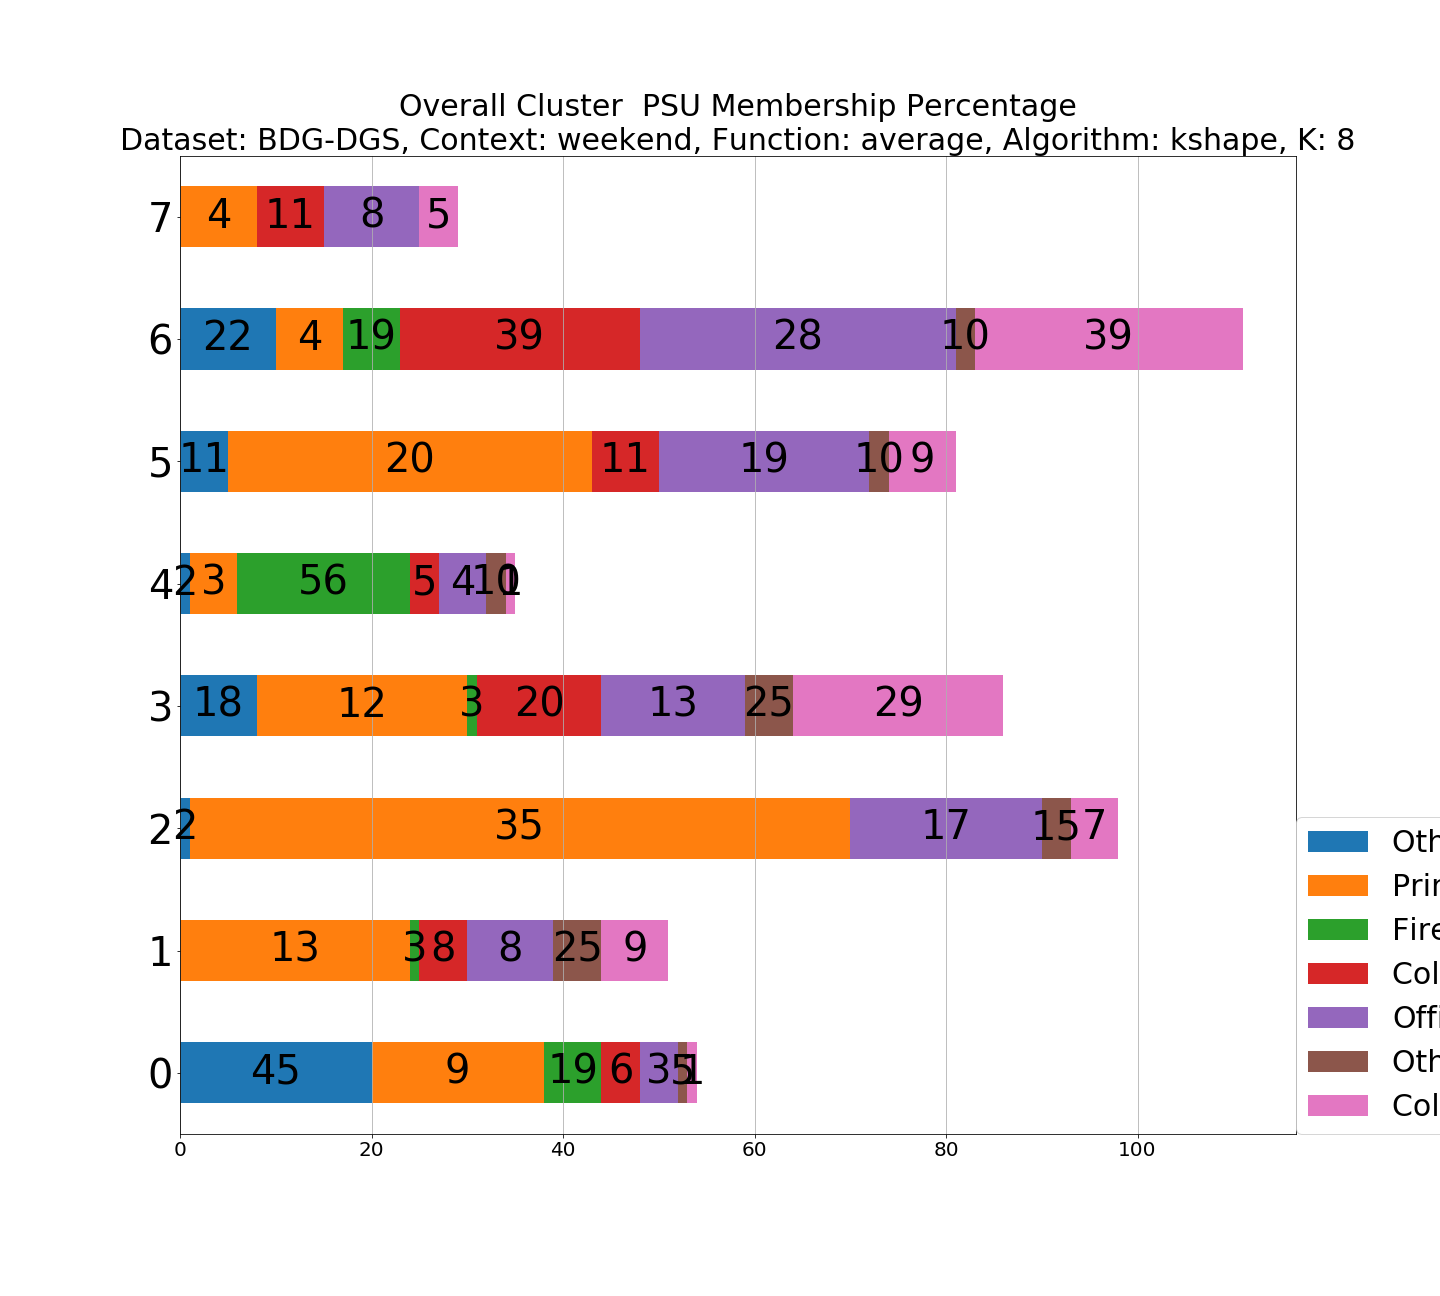 Overall Cluster  PSU Membership Percentage
Dataset: BDG-DGS, Context: weekend, Function: average, Algorithm: kshape, K: 8
7 4 11 8 5
6 22 4 19 39 28 10 39
5 11 20 11 19 10 9
4 2 3 56 5 4 10 1
3 18 12 3 20 13 25 29
2 2 35 17 15 7
1 13 3 8 8 25 9
0 45 9 19 6 3 5 1
0 20 40 60 80 100
Oth
Prin
Fire
Col
Offi
Oth
Col